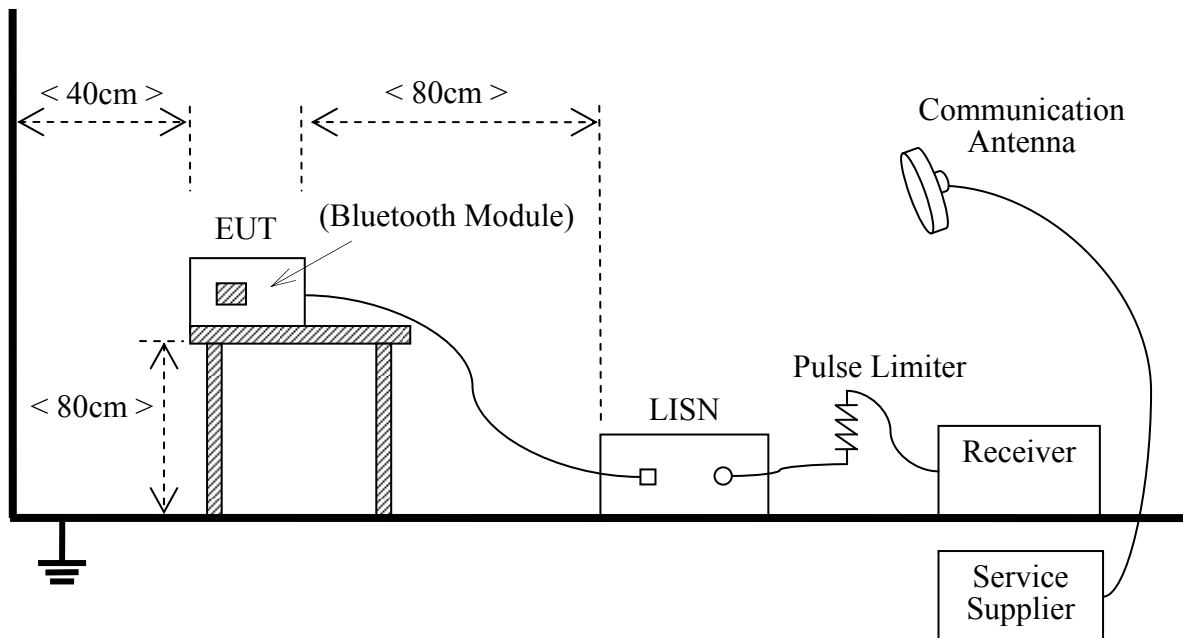 < 40cm >
< 80cm >
Communication
Antenna
(Bluetooth Module)
EUT
Pulse Limiter
< 80cm >
LISN
Receiver
Service
Supplier